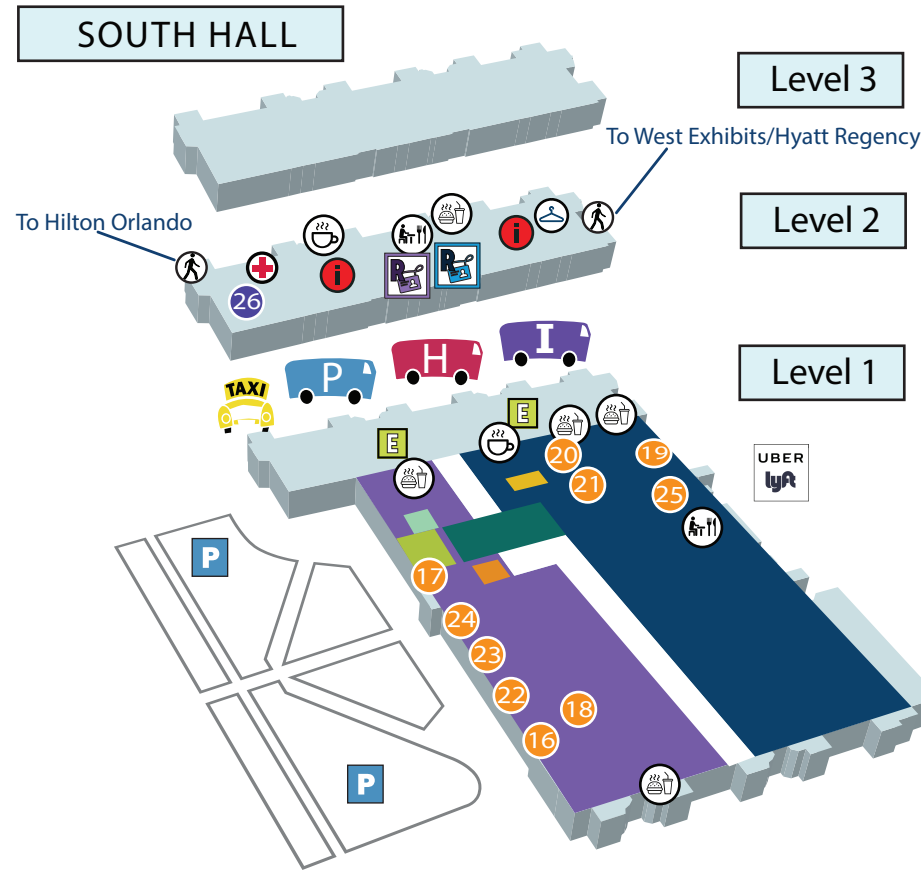 SOUTH HALL
Level 3
To West Exhibits/Hyatt Regency
Level 2
To Hilton Orlando
i
i
R
R
26
Level 1
TAXI
P
H
I
E
E
20
19
21
25
UBER
lyft
17
24
23
22
18
16
P
P